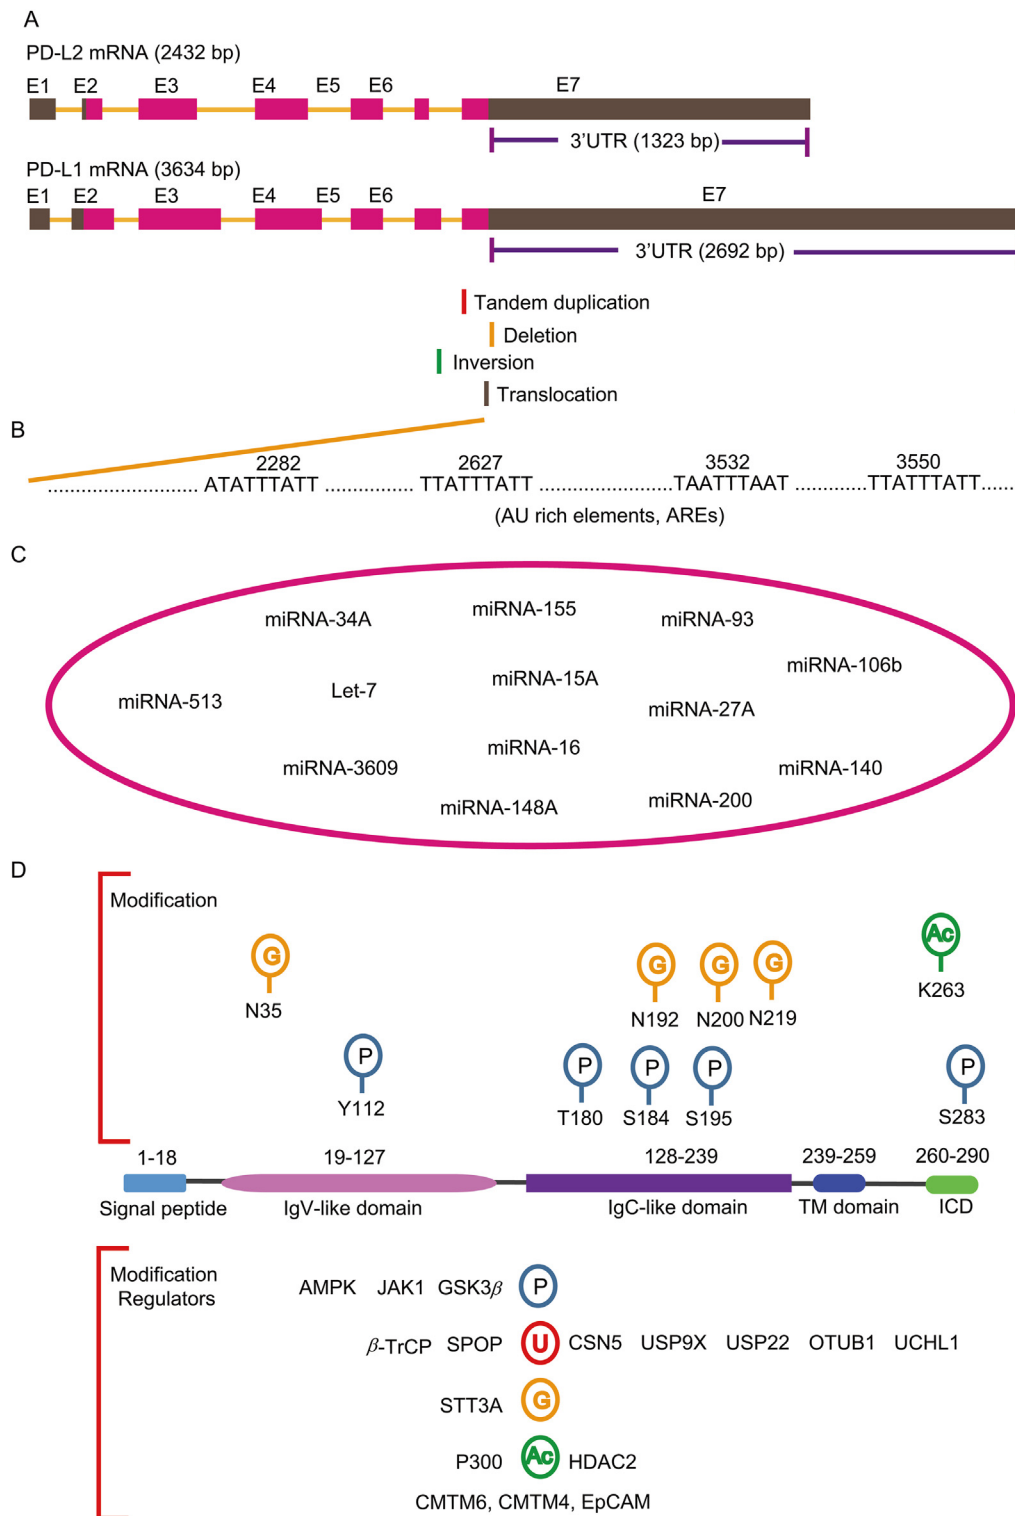 A
PD-L2 mRNA (2432 bp)
E1 E2 E3 E4 E5 E6 E7
3'UTR (1323 bp)
PD-L1 mRNA (3634 bp)
E1 E2 E3 E4 E5 E6 E7
3'UTR (2692 bp)
Tandem duplication
Deletion
Inversion
Translocation
B
2282 2627 3532 3550
ATATTTATT TTATTTATT TAATTTAAT TTATTTATT
(AU rich elements, AREs)
C
miRNA-34A miRNA-155 miRNA-93
miRNA-513 Let-7 miRNA-15A miRNA-27A miRNA-106b
miRNA-3609 miRNA-16 miRNA-140
miRNA-148A miRNA-200
D
Modification
G G G G Ac
N35 N192 N200 N219 K263
P P P P P
Y112 T180 S184 S195 S283
1-18 19-127 128-239 239-259 260-290
Signal peptide IgV-like domain IgC-like domain TM domain ICD
Modification
Regulators
AMPK JAK1 GSK3β P
β-TrCP SPOP U CSN5 USP9X USP22 OTUB1 UCHL1
STT3A G
P300 Ac HDAC2
CMTM6, CMTM4, EpCAM